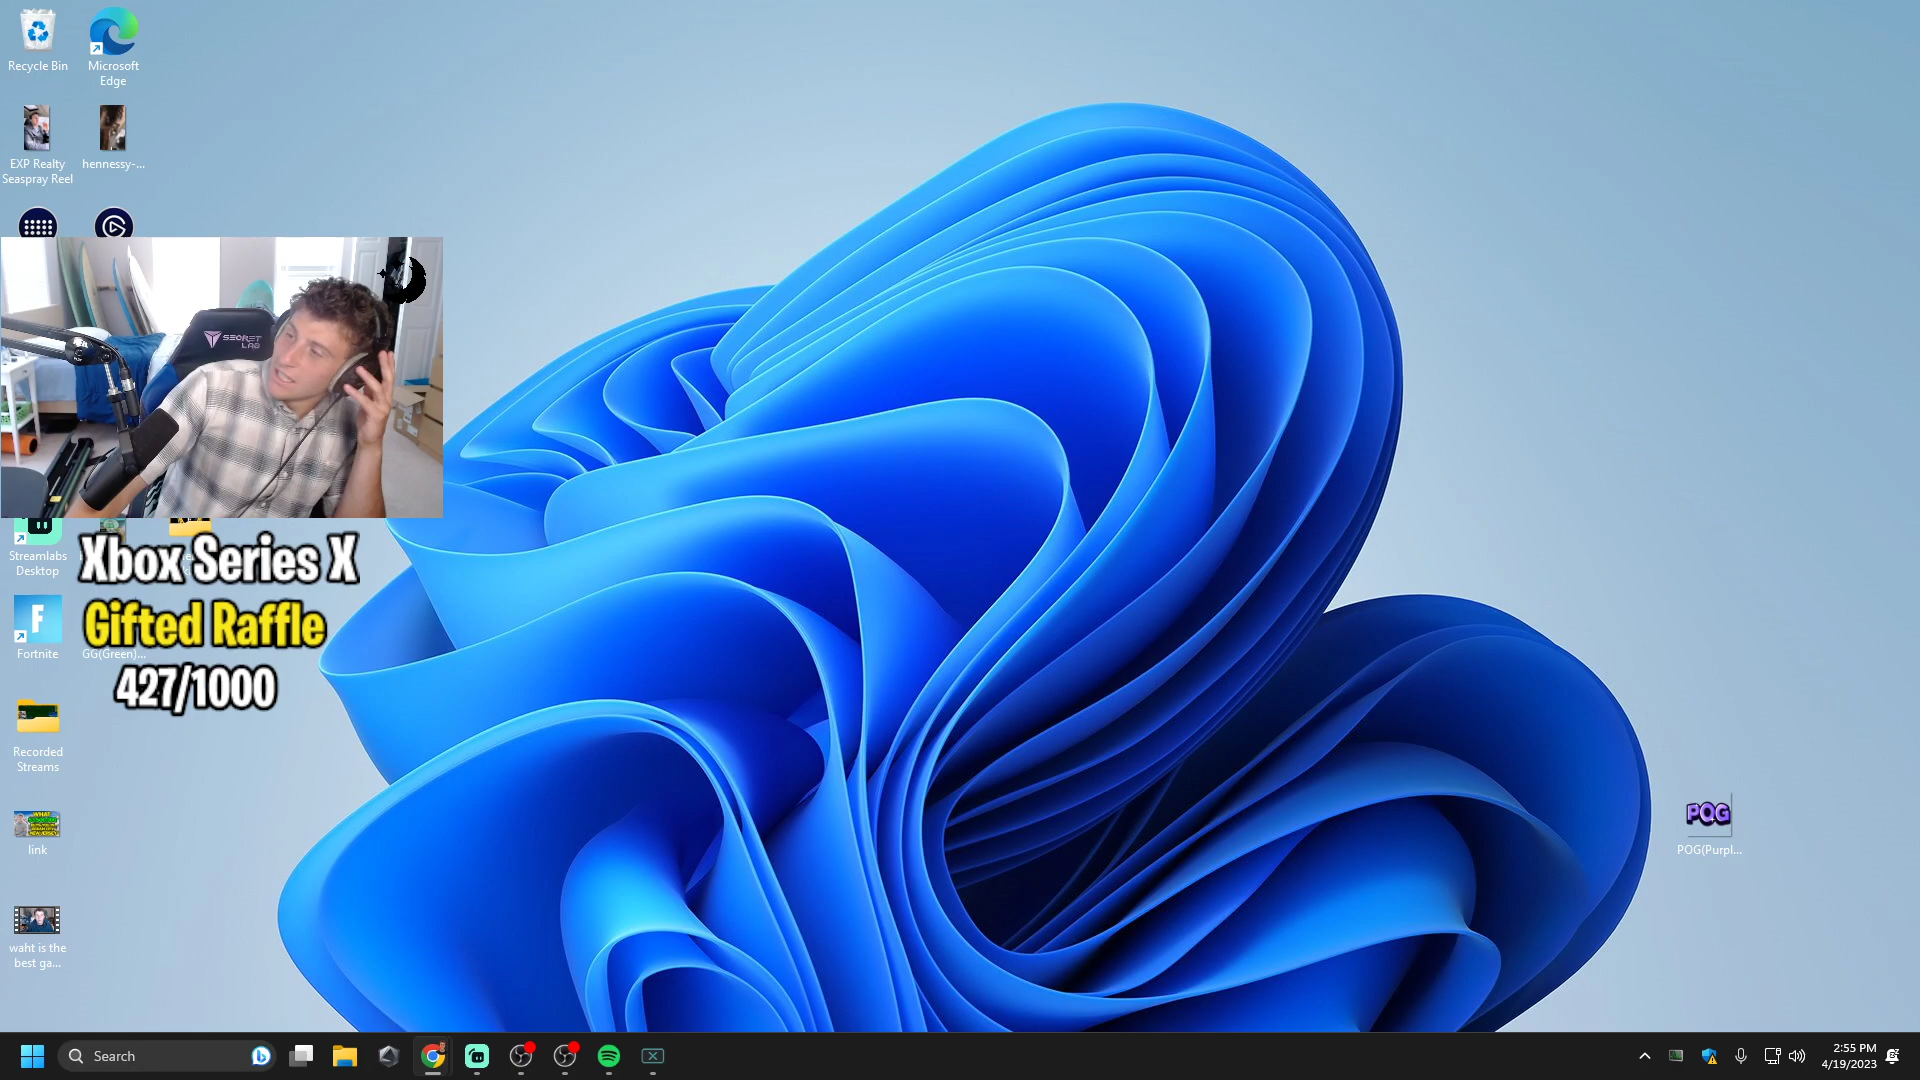 Recycle Bin
Microsoft
Edge
EXP Realty
Seaspray Reel
hennessy-...
SECRET
LAB
Streamlabs
Desktop
Xbox Series X
Gifted Raffle
427/1000
Fortnite
GG(Green)...
Recorded
Streams
link
waht is the
best ga...
POG
POG(Purpl...
Search
2:55 PM
4/19/2023